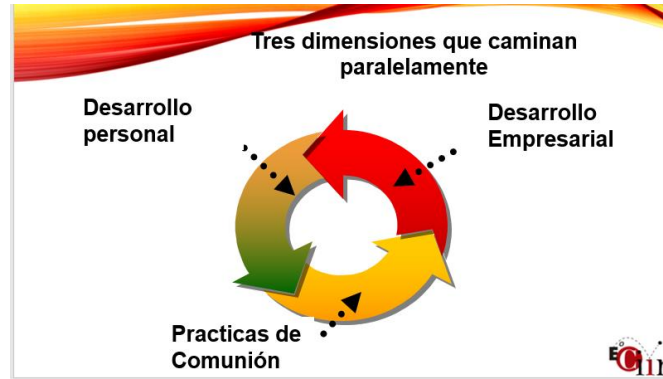 Tres dimensiones que caminan
paralelamente
Desarrollo
personal
Desarrollo
Empresarial
Practicas de
Comunión